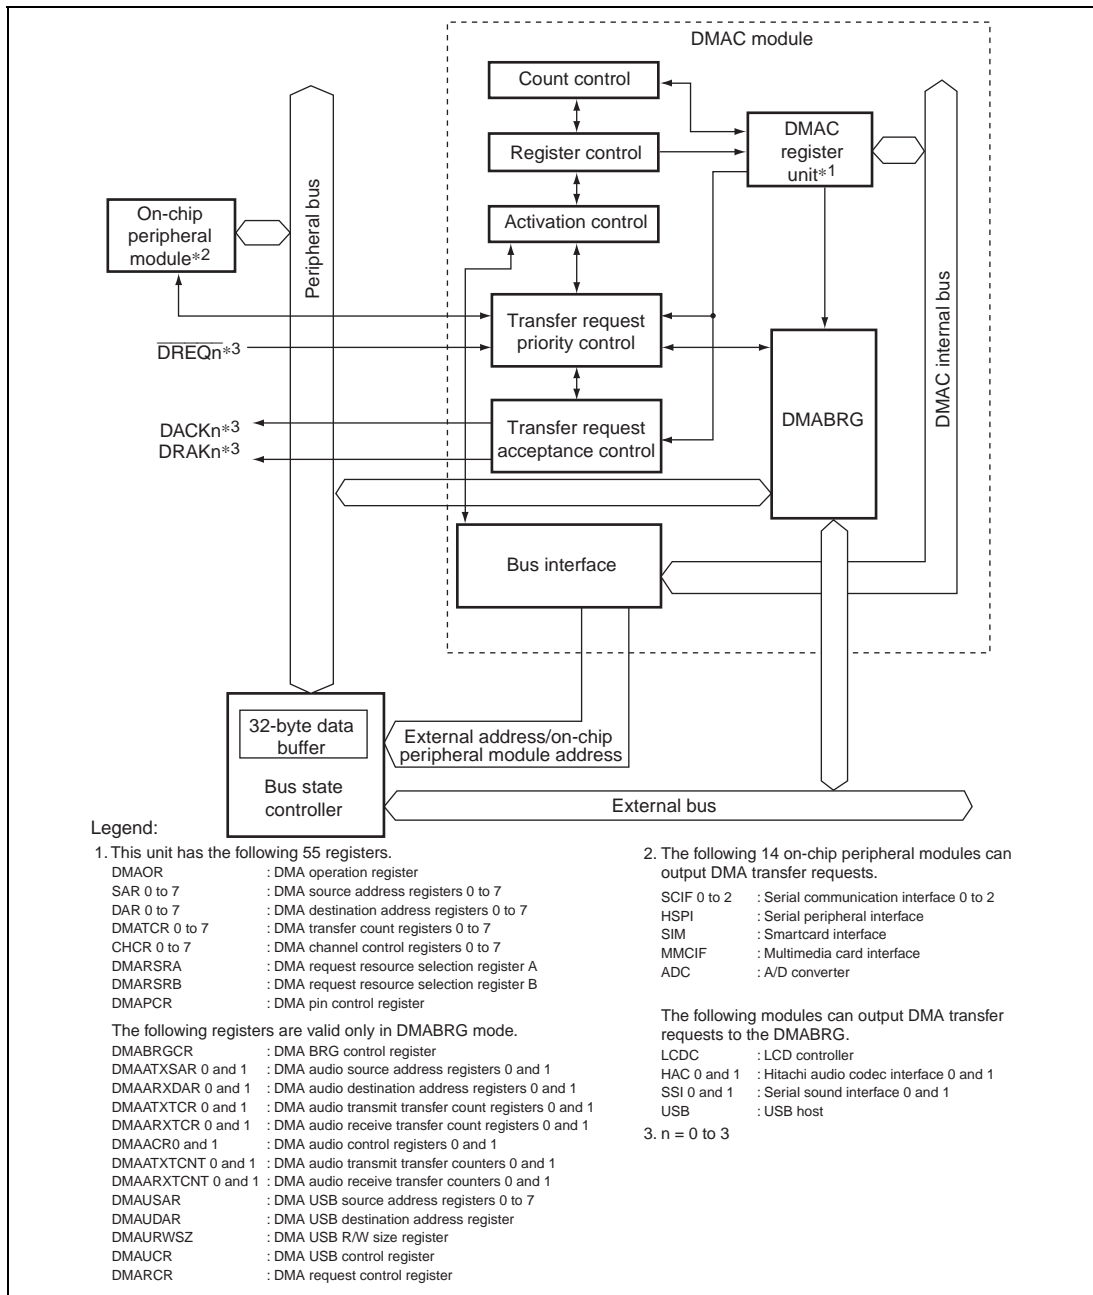 DMAC module
Count control
Register control
Activation control
Transfer request
priority control
Transfer request
acceptance control
DMAC
register
unit*1
On-chip
peripheral
module*2
Peripheral bus
DREQn*3
DACKn*3
DRAKn*3
DMABRG
DMAC internal bus
Bus interface
32-byte data
buffer
Bus state
controller
External address/on-chip
peripheral module address
External bus
Legend:
1. This unit has the following 55 registers.
DMAOR : DMA operation register
SAR 0 to 7 : DMA source address registers 0 to 7
DAR 0 to 7 : DMA destination address registers 0 to 7
DMATCR 0 to 7 : DMA transfer count registers 0 to 7
CHCR 0 to 7 : DMA channel control registers 0 to 7
DMARSRA : DMA request resource selection register A
DMARSRB : DMA request resource selection register B
DMAPCR : DMA pin control register
The following registers are valid only in DMABRG mode.
DMABRGCR : DMA BRG control register
DMAATXSAR 0 and 1 : DMA audio source address registers 0 and 1
DMAARXDAR 0 and 1 : DMA audio destination address registers 0 and 1
DMAATXTCR 0 and 1 : DMA audio transmit transfer count registers 0 and 1
DMAARXTCR 0 and 1 : DMA audio receive transfer count registers 0 and 1
DMAACR0 and 1 : DMA audio control registers 0 and 1
DMAATXTCNT 0 and 1 : DMA audio transmit transfer counters 0 and 1
DMAARXTCNT 0 and 1 : DMA audio receive transfer counters 0 and 1
DMAUSAR : DMA USB source address registers 0 to 7
DMAUDAR : DMA USB destination address register
DMAURWSZ : DMA USB R/W size register
DMAUCR : DMA USB control register
DMARCR : DMA request control register
2. The following 14 on-chip peripheral modules can
output DMA transfer requests.
SCIF 0 to 2 : Serial communication interface 0 to 2
HSPI : Serial peripheral interface
SIM : Smartcard interface
MMCIF : Multimedia card interface
ADC : A/D converter
The following modules can output DMA transfer
requests to the DMABRG.
LCDC : LCD controller
HAC 0 and 1 : Hitachi audio codec interface 0 and 1
SSI 0 and 1 : Serial sound interface 0 and 1
USB : USB host
3. n = 0 to 3